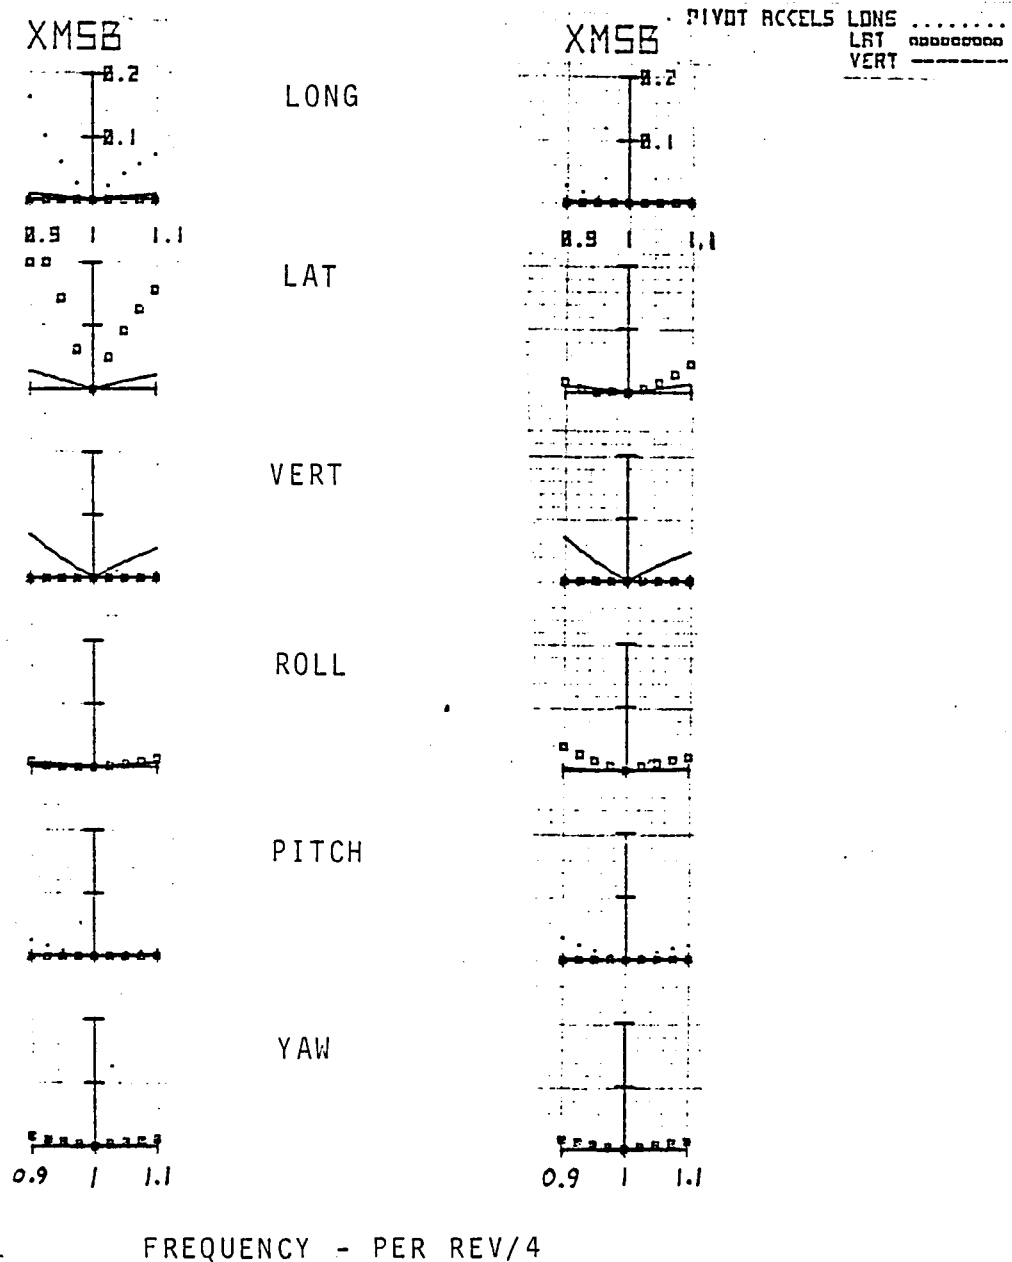 XMSB
XMSB
PIVOT ACCELS LONG ........
LAT
VERT
0.2
LONG
0.2
0.1
0.1
0.9 1 1.1
0.9 1 1.1
LAT
VERT
ROLL
PITCH
YAW
0.9 1 1.1
0.9 1 1.1
FREQUENCY - PER REV/4